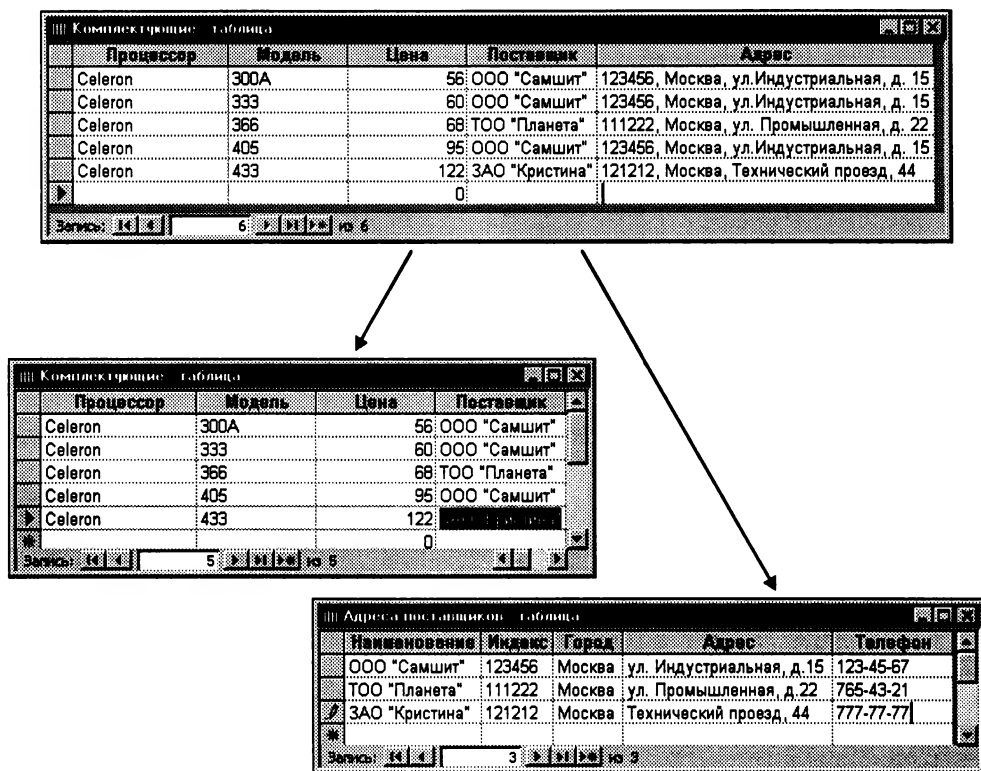 Комплектующие таблица
Процессор Модель Цена Поставщик Адрес
Celeron 300A 56 ООО "Самшит" 123456, Москва, ул.Индустриальная, д. 15
Celeron 333 60 ООО "Самшит" 123456, Москва, ул.Индустриальная, д. 15
Celeron 366 68 ТОО "Планета" 111222, Москва, ул. Промышленная, д. 22
Celeron 405 95 ООО "Самшит" 123456, Москва, ул.Индустриальная, д. 15
Celeron 433 122 ЗАО "Кристина" 121212, Москва, Технический проезд, 44
0
Запись: 6 из 6
Комплектующие таблица
Процессор Модель Цена Поставщик
Celeron 300A 56 ООО "Самшит"
Celeron 333 60 ООО "Самшит"
Celeron 366 68 ТОО "Планета"
Celeron 405 95 ООО "Самшит"
Celeron 433 122
0
Запись: 5 из 5
Адреса поставщиков таблица
Наименование Индекс Город Адрес Телефон
ООО "Самшит" 123456 Москва ул. Индустриальная, д.15 123-45-67
ТОО "Планета" 111222 Москва ул. Промышленная, д.22 765-43-21
ЗАО "Кристина" 121212 Москва Технический проезд, 44 777-77-77
Запись: 3 из 3